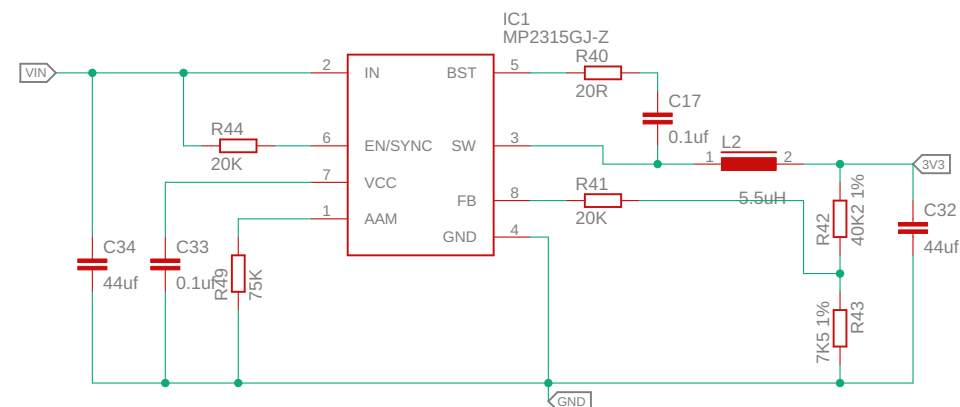 IC1
MP2315GJ-Z
VIN
2
IN
BST
5
R40
20R
C17
0.1uf
R44
20K
6
EN/SYNC
SW
3
L2
1
2
5.5uH
3V3
7
VCC
FB
8
R41
20K
1
AAM
GND
4
R42
40K2 1%
C32
44uf
C34
44uf
C33
0.1uf
R49
75K
7K5 1%
R43
GND